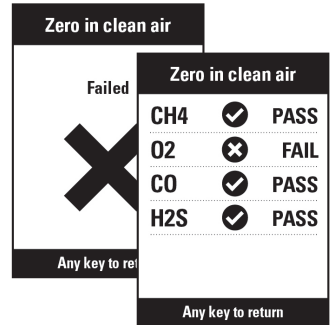 Zero in clean air
Failed
Any key to ret
Zero in clean air
CH4 PASS
O2 FAIL
CO PASS
H2S PASS
Any key to return